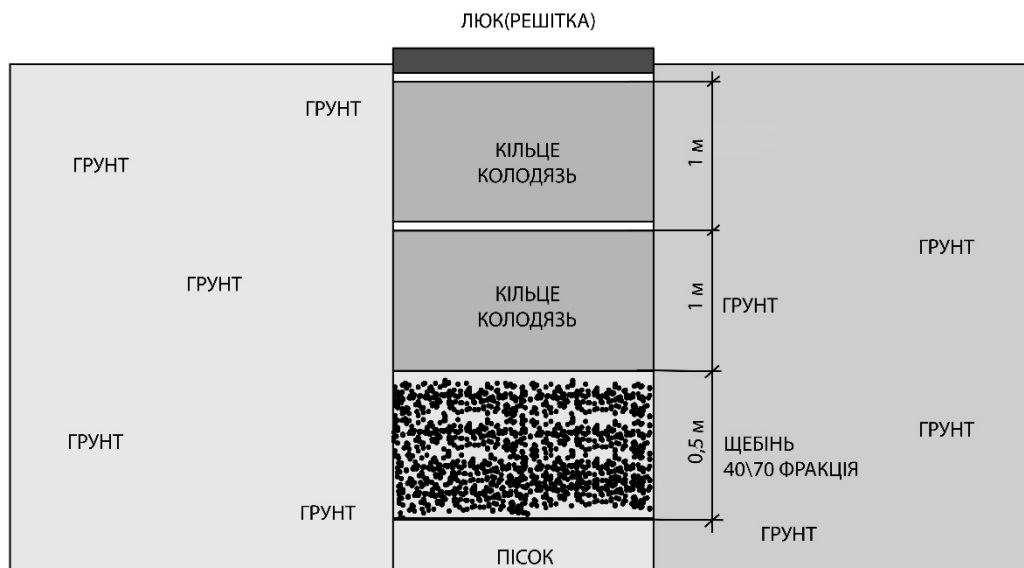 ЛЮК(РЕШІТКА)
ГРУНТ
КІЛЬЦЕ
КОЛОДЯЗЬ
1 м
ГРУНТ
ГРУНТ
ГРУНТ
КІЛЬЦЕ
КОЛОДЯЗЬ
1 м
ГРУНТ
ГРУНТ
ГРУНТ
0,5 м
ЩЕБІНЬ
40\70 ФРАКЦІЯ
ГРУНТ
ГРУНТ
ПІСОК